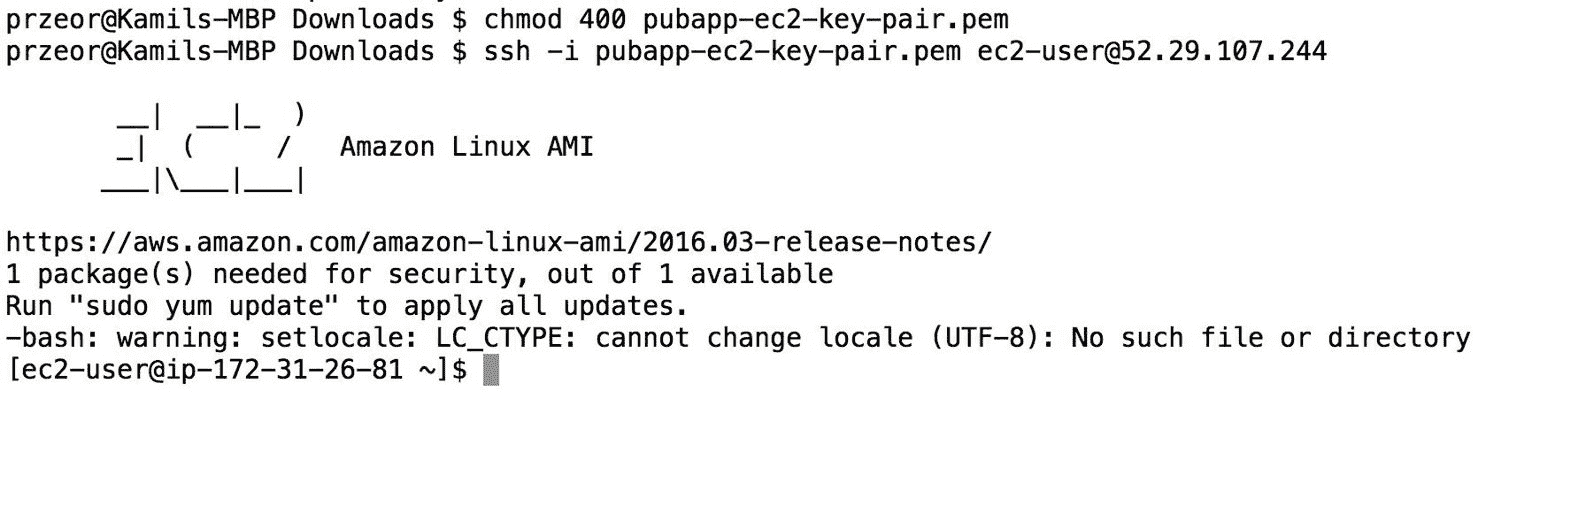 przeor@Kamils-MBP Downloads $ chmod 400 pubapp-ec2-key-pair.pem
przeor@Kamils-MBP Downloads $ ssh -i pubapp-ec2-key-pair.pem ec2-user@52.29.107.244
       __|  __|_  )
       _|  (     /   Amazon Linux AMI
      ___|\___|___|
https://aws.amazon.com/amazon-linux-ami/2016.03-release-notes/
1 package(s) needed for security, out of 1 available
Run "sudo yum update" to apply all updates.
-bash: warning: setlocale: LC_CTYPE: cannot change locale (UTF-8): No such file or directory
[ec2-user@ip-172-31-26-81 ~]$